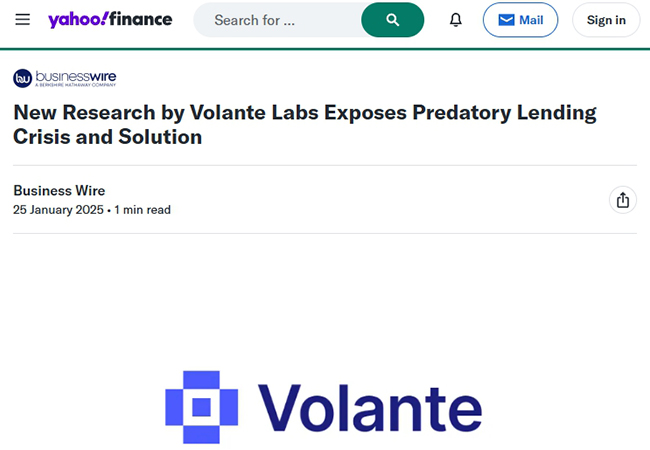 yahoo!finance
Search for ...
Mail
Sign in
businesswire
A BERKSHIRE HATHAWAY COMPANY
New Research by Volante Labs Exposes Predatory Lending
Crisis and Solution
Business Wire
25 January 2025 • 1 min read
Volante